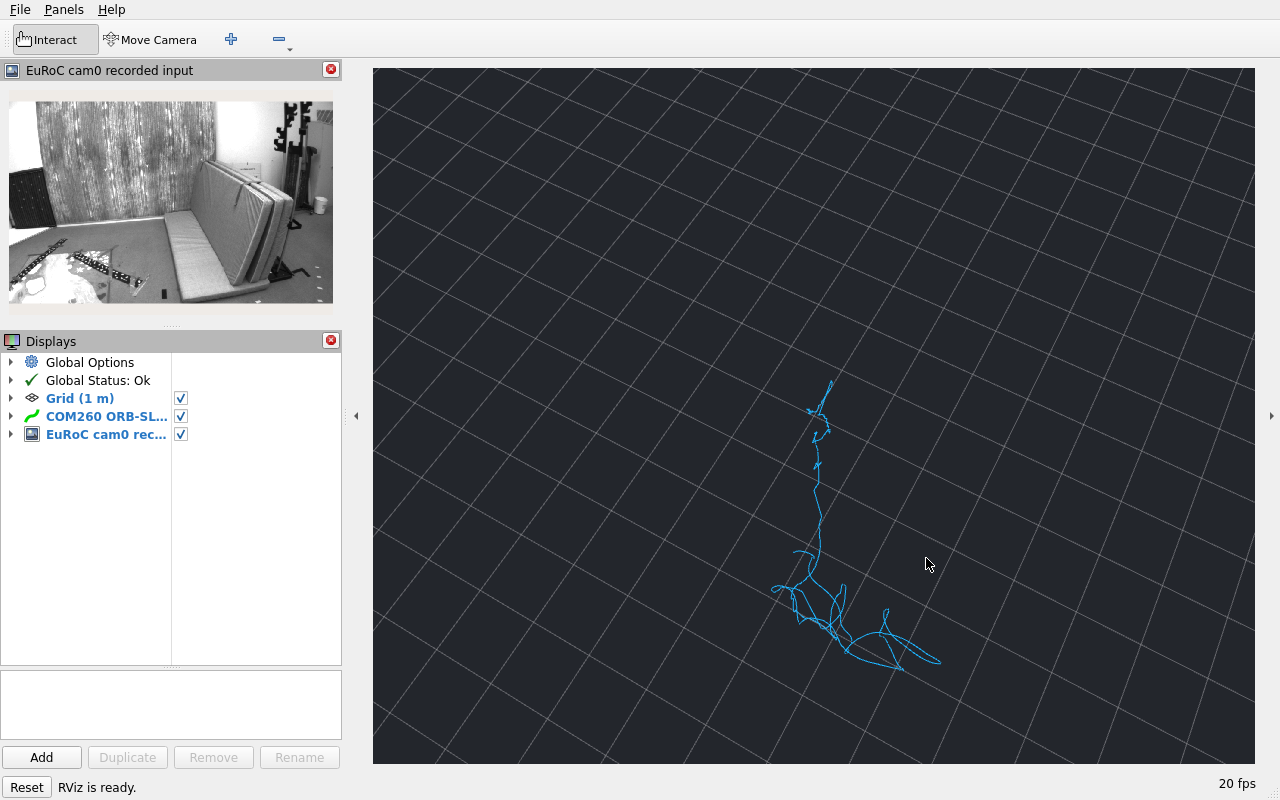 File Panels Help
Interact Move Camera
EuRoC cam0 recorded input
Displays
Global Options
Global Status: Ok
Grid (1 m)
COM260 ORB-SL...
EuRoC cam0 rec...
Add Duplicate Remove Rename
Reset RViz is ready. 20 fps